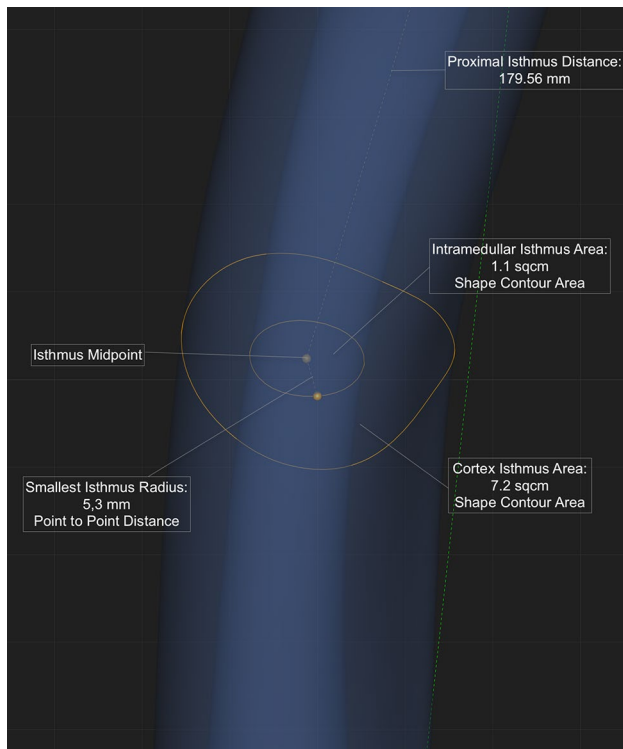 Proximal Isthmus Distance:
179.56 mm
Intramedullar Isthmus Area:
1.1 sqcm
Shape Contour Area
Isthmus Midpoint
Smallest Isthmus Radius:
5,3 mm
Point to Point Distance
Cortex Isthmus Area:
7.2 sqcm
Shape Contour Area